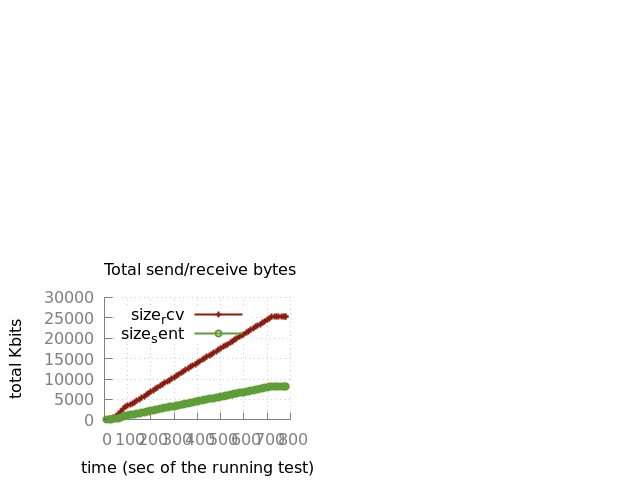 Total send/receive bytes
30000
25000
20000
15000
10000
5000
0
total Kbits
size_rcv
size_sent
0 100 200 300 400 500 600 700 800
time (sec of the running test)